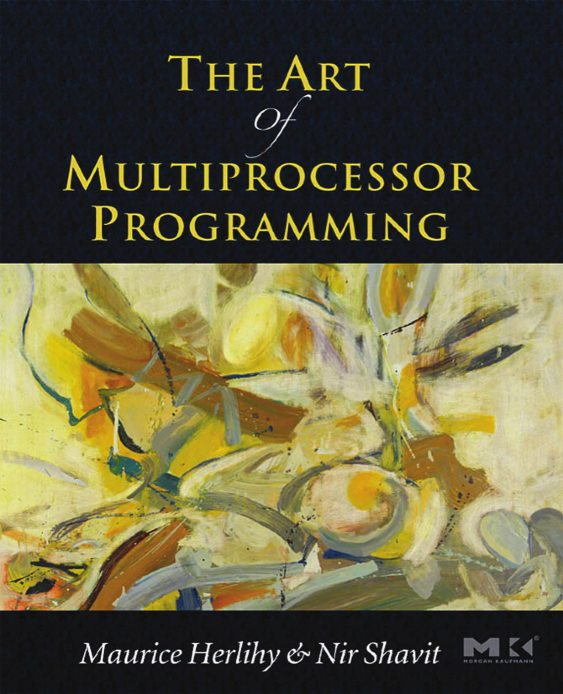 THE ART
of
MULTIPROCESSOR
PROGRAMMING
Maurice Herlihy & Nir Shavit
MK®
MORGAN KAUFMANN